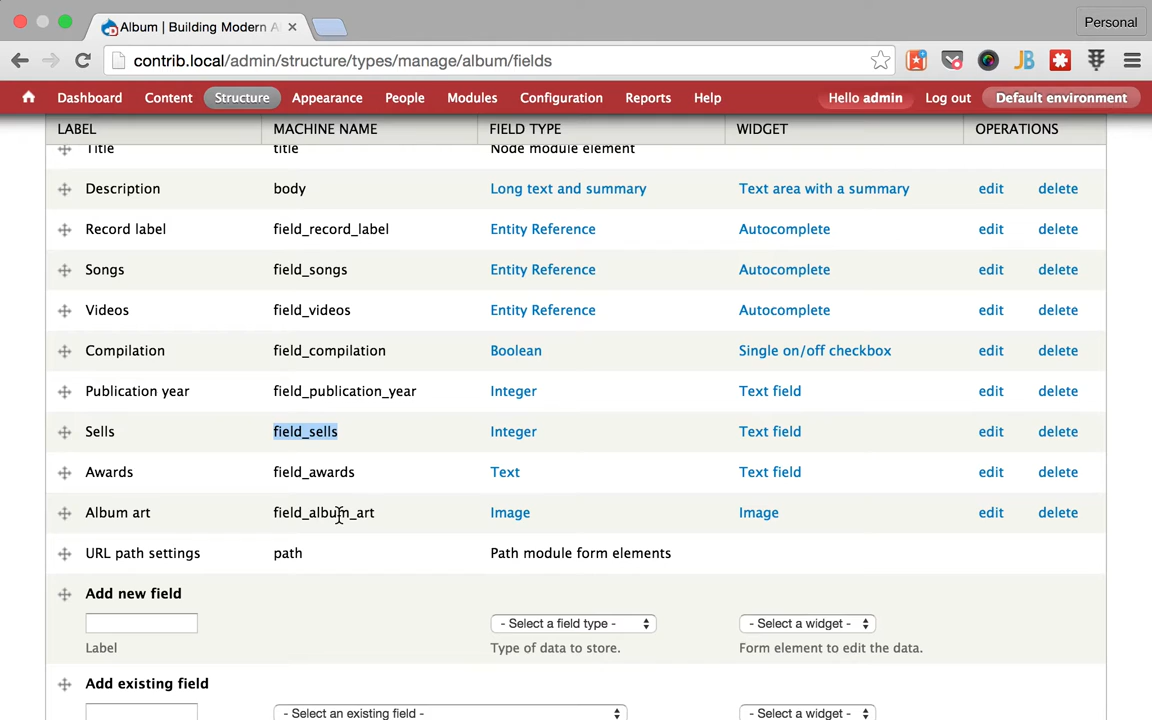 Album | Building Modern A
Personal
contrib.local/admin/structure/types/manage/album/fields
JB
Dashboard Content Structure Appearance People Modules Configuration Reports Help Hello admin Log out Default environment
LABEL MACHINE NAME FIELD TYPE WIDGET OPERATIONS
Title title Node module element
Description body Long text and summary Text area with a summary edit delete
Record label field_record_label Entity Reference Autocomplete edit delete
Songs field_songs Entity Reference Autocomplete edit delete
Videos field_videos Entity Reference Autocomplete edit delete
Compilation field_compilation Boolean Single on/off checkbox edit delete
Publication year field_publication_year Integer Text field edit delete
Sells field_sells Integer Text field edit delete
Awards field_awards Text Text field edit delete
Album art field_album_art Image Image edit delete
URL path settings path Path module form elements
Add new field
- Select a field type - - Select a widget -
Label Type of data to store. Form element to edit the data.
Add existing field
- Select an existing field - - Select a widget -